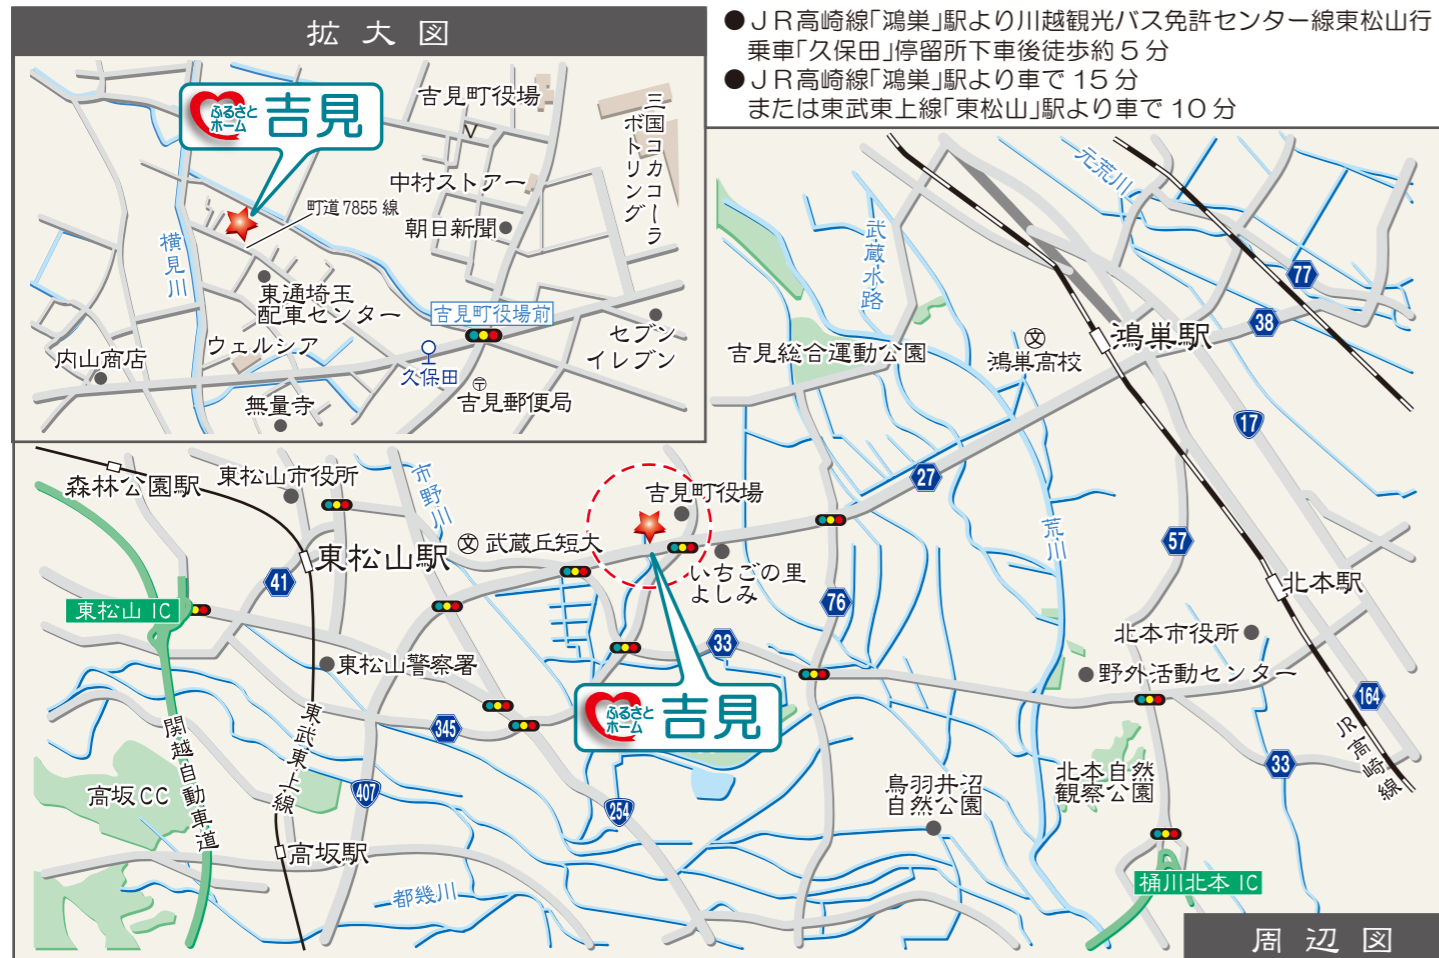 拡大図
●JR高崎線「鴻巣」駅より川越観光バス免許センター線東松山行
乗車「久保田」停留所下車後徒歩約5分
●JR高崎線「鴻巣」駅より車で15分
または東武東上線「東松山」駅より車で10分
ふるさと
ホーム
吉見
吉見町役場
三国コカコーラ
ボトリング
中村ストアー
町道7855線
朝日新聞
横見川
東通埼玉
配車センター
吉見町役場前
セブン
イレブン
ウェルシア
内山商店
久保田
〒
吉見郵便局
無量寺
元荒川
武蔵水路
77
38
鴻巣駅
文
鴻巣高校
吉見総合運動公園
17
27
荒川
57
森林公園駅
東松山市役所
市野川
吉見町役場
文
武蔵丘短大
東松山駅
41
いちごの里
よしみ
76
北本駅
東松山IC
33
北本市役所
東松山警察署
野外活動センター
164
345
ふるさと
ホーム
吉見
JR高崎線
33
関越自動車道
東武東上線
高坂CC
407
254
鳥羽井沼
自然公園
北本自然
観察公園
高坂駅
都幾川
桶川北本IC
周辺図